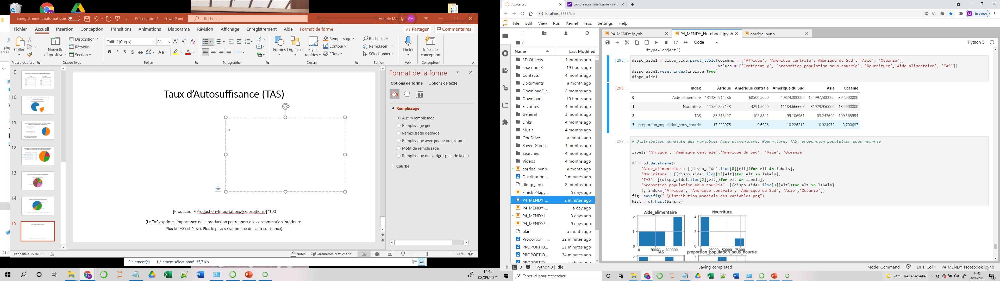 Enregistrement automatique
Présentation1 - PowerPoint
Rechercher
Angele Mendy
AM
Fichier Accueil Insertion Conception Transitions Animations Diaporama Révision Affichage Enregistrement Aide Format de forme
Partager
Commentaires
Coller
Nouvelle diapositive
Disposition
Rétablir
Section
Calibri (Corps) 24
G I S S ab AV Aa A
Remplissage
Contour
Effets
Formes Organiser Styles rapides
Rechercher
Remplacer
Sélectionner
Dicter
Idées de conception
Presse-papiers Diapositives Police Paragraphe Dessin Édition Voix Concepteur
9
10
11
12
13
14
15
Taux d'Autosuffisance (TAS)
[Production/(Production+Importations-Exportations)]*100
(Le TAS exprime l'importance de la production par rapport à la consommation intérieure.
Plus le TAS est élevé, Plus le pays se rapproche de l'autosuffisance)
Format de la forme
Options de forme Options de texte
Remplissage
Aucun remplissage
Remplissage uni
Remplissage dégradé
Remplissage avec image ou texture
Motif de remplissage
Remplissage de l'arrière-plan de la dia
Courbe
Diapositive 15 de 15
Notes
Paramètres d'affichage
73 %
9 élément(s) 1 élément sélectionné 35,7 Ko
14:45
08/09/2021
JupyterLab
capture ecran intelligente - Yaho
localhost:8888/lab
En pause
File Edit View Run Kernel Tabs Settings Help
/
Name Last Modified
3D Objects 4 months ago
anaconda3 19 hours ago
Contacts 4 months ago
Documents a month ago
DownloadDir... 2 months ago
Downloads 19 hours ago
Favorites 4 months ago
General 3 months ago
Links 4 months ago
Music 4 months ago
OneDrive a month ago
Saved Games 4 months ago
Searches 4 months ago
Videos 4 months ago
corrige.ipynb a month ago
Distribution ... 3 minutes ago
dlmgr_.pro 2 months ago
Finish P4.ipy... 5 days ago
P4_MENDY_... 2 minutes ago
P4_MENDY-... a day ago
P4_MENDY.i... 3 days ago
P4_MENDYS... 9 days ago
pl.ini a month ago
Proportion _ ... 22 minutes ago
PROPORTIO... 22 minutes ago
PROPORTIO... 34 minutes ago
PROPORTIO... an hour ago
P4_MENDY.ipynb
P4_MENDY_Notebook.ipynb
corrige.ipynb
Code
Python 3
dtype='object')
[298]: dispo_aide1 = dispo_aide.pivot_table(columns = ['Afrique', 'Amérique centrale','Amérique du Sud', 'Asie', 'Océanie'],
values = ['Continent_y', 'proportion_population_sous_nourrie', 'Nourriture','Aide_alimentaire', 'TAS'])
dispo_aide1.reset_index(inplace=True)
dispo_aide1
[298]: index Afrique Amérique centrale Amérique du Sud Asie Océanie
0 Aide_alimentaire 131386.914286 68500.5000 40824.000000 124997.500000 802.000000
1 Nourriture 11550.257143 4291.5000 11184.666667 81929.950000 184.000000
2 TAS 85.318427 102.8841 99.106961 83.247692 109.365994
3 proportion_population_sous_nourrie 17.238975 9.6386 10.226213 10.924973 3.700697
[299]: # Distribution mondiale des variables Aide_alimentaire, Nourriture, TAS, proportion_population_sous_nourrie
labels='Afrique', 'Amérique centrale','Amérique du Sud', 'Asie', 'Océanie'
df = pd.DataFrame({
'Aide_alimentaire': [(dispo_aide1.iloc[0][elt])for elt in labels],
'Nourriture': [(dispo_aide1.iloc[1][elt])for elt in labels],
'TAS': [(dispo_aide1.iloc[2][elt])for elt in labels],
'proportion_population_sous_nourrie': [(dispo_aide1.iloc[3][elt])for elt in labels]
}, index=['Afrique', 'Amérique centrale', 'Amérique du Sud', 'Asie','Océanie'])
fig1.savefig(".\Distribution mondiale des variables.png")
hist = df.hist(bins=5)
Aide_alimentaire Nourriture
2 4
1 2
0 0
0 50000 100000 0 25000 50000 75000
TAS proportion_population_sous_nourrie
2 3
0 3 Python 3 | Idle
Saving completed
Mode: Command Ln 1, Col 1 P4_MENDY_Notebook.ipynb
Taper ici pour rechercher
24°C Très ensoleillé
14:45
08/09/2021